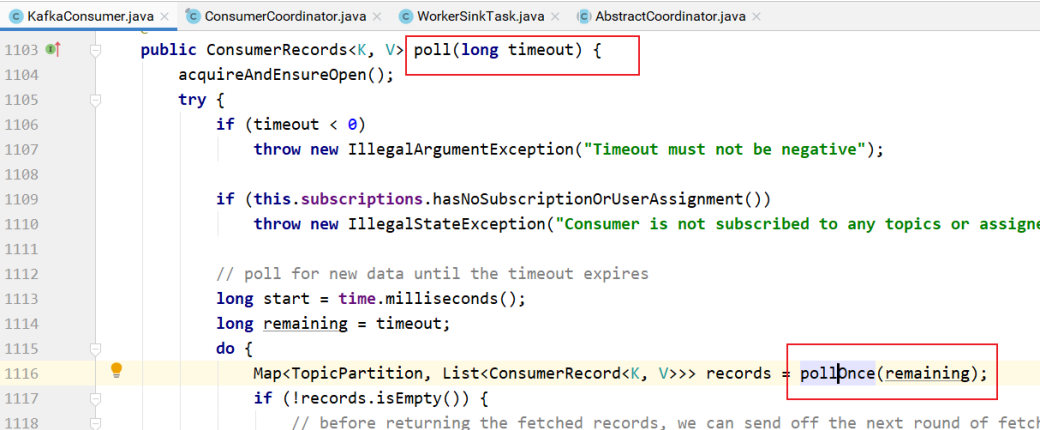 KafkaConsumer.java × ConsumerCoordinator.java × WorkerSinkTask.java × AbstractCoordinator.java ×
1103 public ConsumerRecords<K, V> poll(long timeout) {
1104 acquireAndEnsureOpen();
1105 try {
1106 if (timeout < 0)
1107 throw new IllegalArgumentException("Timeout must not be negative");
1108
1109 if (this.subscriptions.hasNoSubscriptionOrUserAssignment())
1110 throw new IllegalStateException("Consumer is not subscribed to any topics or assigne
1111
1112 // poll for new data until the timeout expires
1113 long start = time.milliseconds();
1114 long remaining = timeout;
1115 do {
1116 Map<TopicPartition, List<ConsumerRecord<K, V>>> records = pollOnce(remaining);
1117 if (!records.isEmpty()) {
1118 // before returning the fetched records, we can send off the next round of fetch